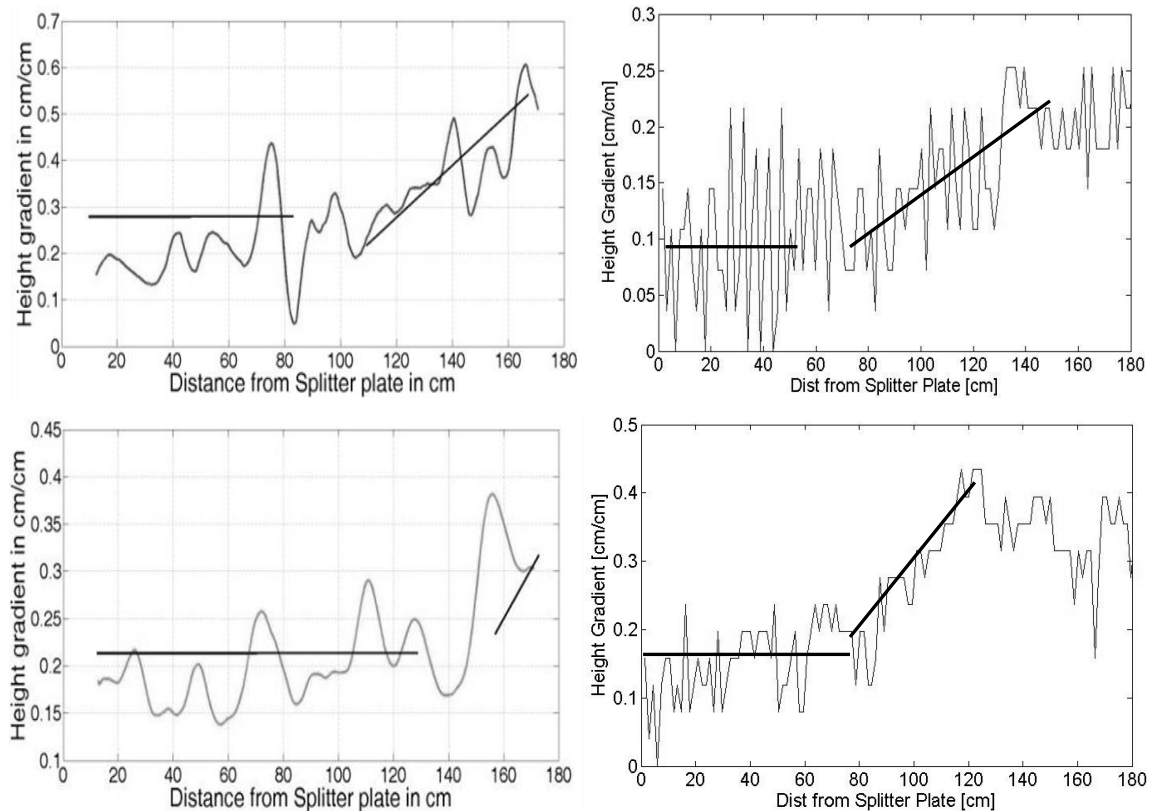 Height gradient in cm/cm
0.7
0.6
0.5
0.4
0.3
0.2
0.1
0
0 20 40 60 80 100 120 140 160 180
Distance from Splitter plate in cm
Height Gradient [cm/cm]
0.3
0.25
0.2
0.15
0.1
0.05
0
0 20 40 60 80 100 120 140 160 180
Dist from Splitter Plate [cm]
Height gradient in cm/cm
0.45
0.4
0.35
0.3
0.25
0.2
0.15
0.1
0 20 40 60 80 100 120 140 160 180
Distance from Splitter plate in cm
Height Gradient [cm/cm]
0.5
0.4
0.3
0.2
0.1
0
0 20 40 60 80 100 120 140 160 180
Dist from Splitter Plate [cm]